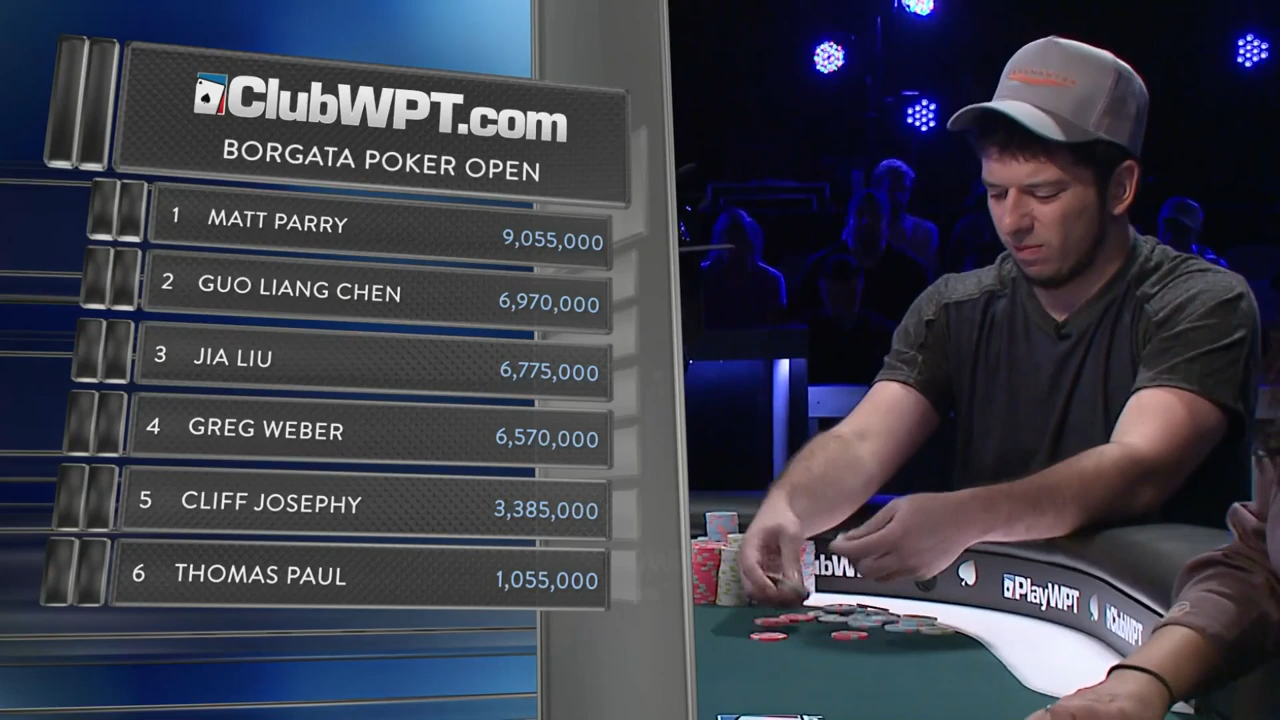 ClubWPT.com
BORGATA POKER OPEN
1 MATT PARRY 9,055,000
2 GUO LIANG CHEN 6,970,000
3 JIA LIU 6,775,000
4 GREG WEBER 6,570,000
5 CLIFF JOSEPHY 3,385,000
6 THOMAS PAUL 1,055,000
PlayWPT
ClubWPT